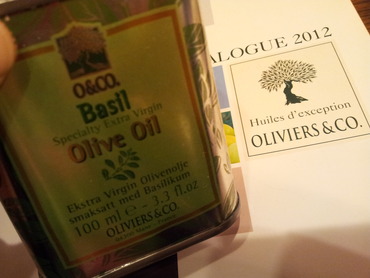 O&CO.
Basil
Specialty Extra Virgin
Olive Oil
Ekstra Virgin Olivenolje
smaksatt med Basilikum
100 ml - 3.3 fl.oz
OLIVIERS&CO.
ALOGUE 2012
Huiles d'exception
OLIVIERS&CO.